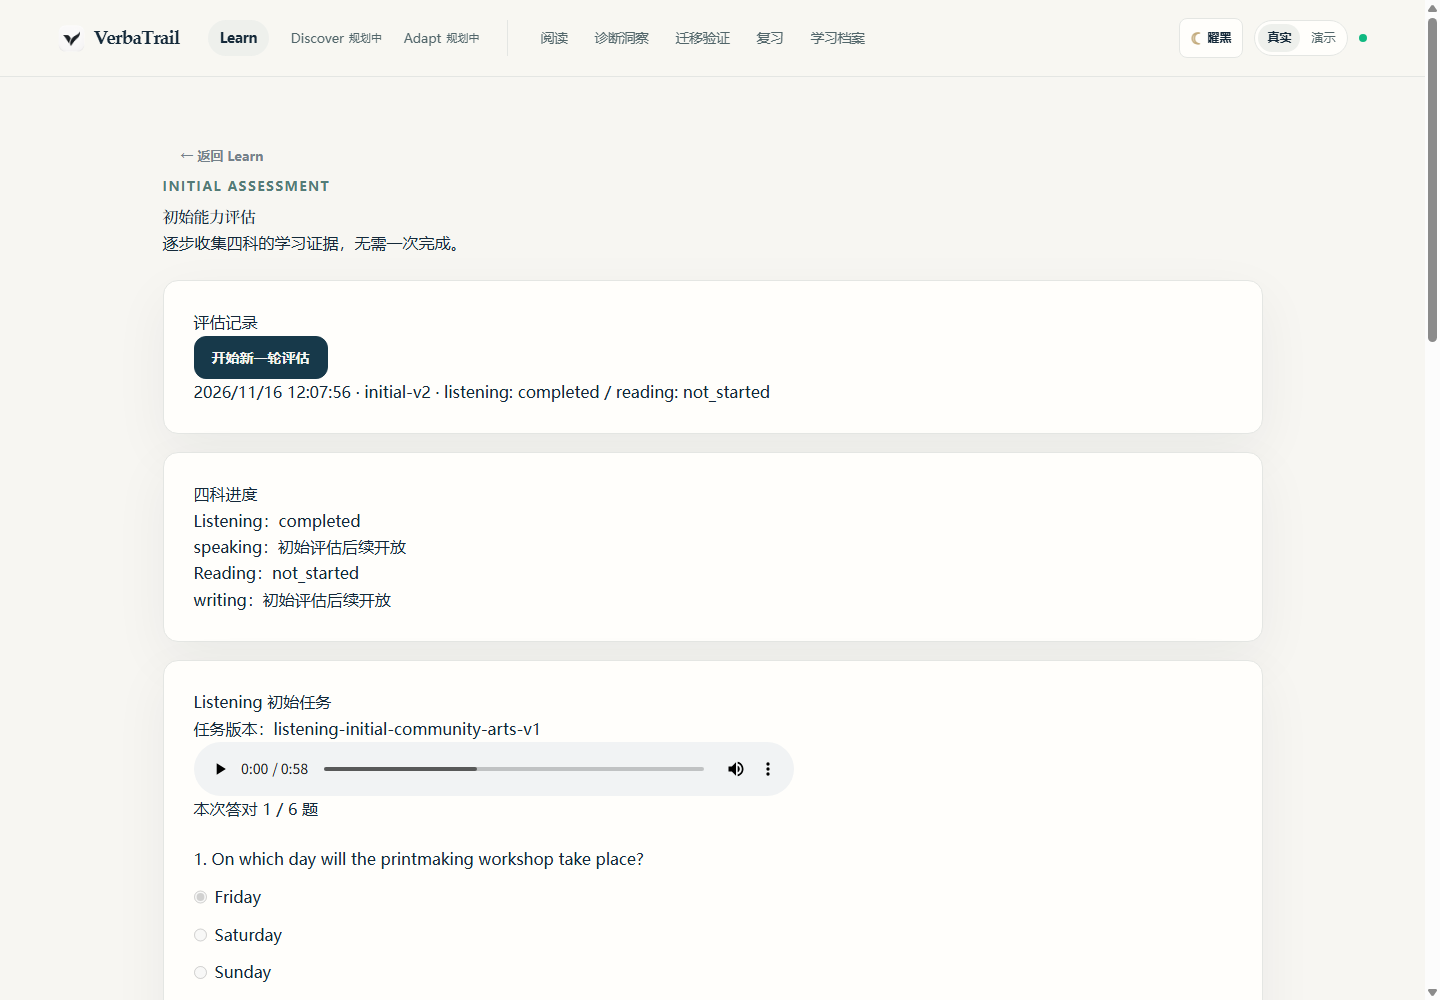 VerbaTrail
Learn
Discover 规划中
Adapt 规划中
阅读
诊断洞察
迁移验证
复习
学习档案
曜黑
真实
演示
← 返回 Learn
INITIAL ASSESSMENT
初始能力评估
逐步收集四科的学习证据，无需一次完成。
评估记录
开始新一轮评估
2026/11/16 12:07:56 · initial-v2 · listening: completed / reading: not_started
四科进度
Listening：completed
speaking：初始评估后续开放
Reading：not_started
writing：初始评估后续开放
Listening 初始任务
任务版本：listening-initial-community-arts-v1
0:00 / 0:58
本次答对 1 / 6 题
1. On which day will the printmaking workshop take place?
Friday
Saturday
Sunday